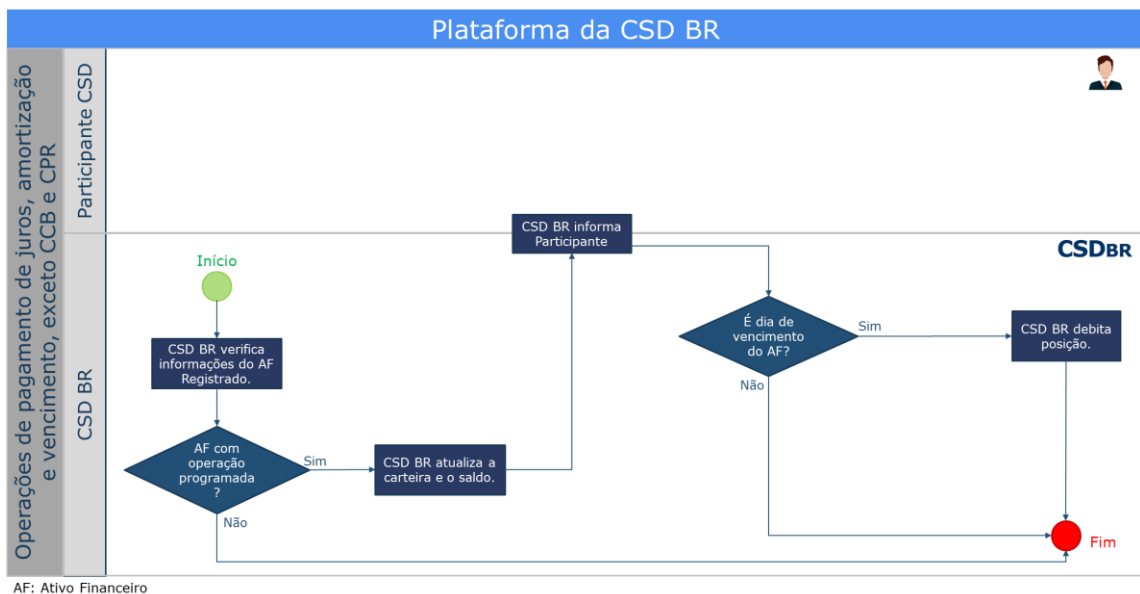 Plataforma da CSD BR
Operações de pagamento de juros, amortização
e vencimento, exceto CCB e CPR
Participante CSD
CSD BR informa
Participante
CSD BR
CSDBR
Início
CSD BR verifica
informações do AF
Registrado.
AF com
operação
programada
?
Sim
Não
CSD BR atualiza a
carteira e o saldo.
É dia de
vencimento
do AF?
Sim
Não
CSD BR debita
posição.
Fim
AF: Ativo Financeiro